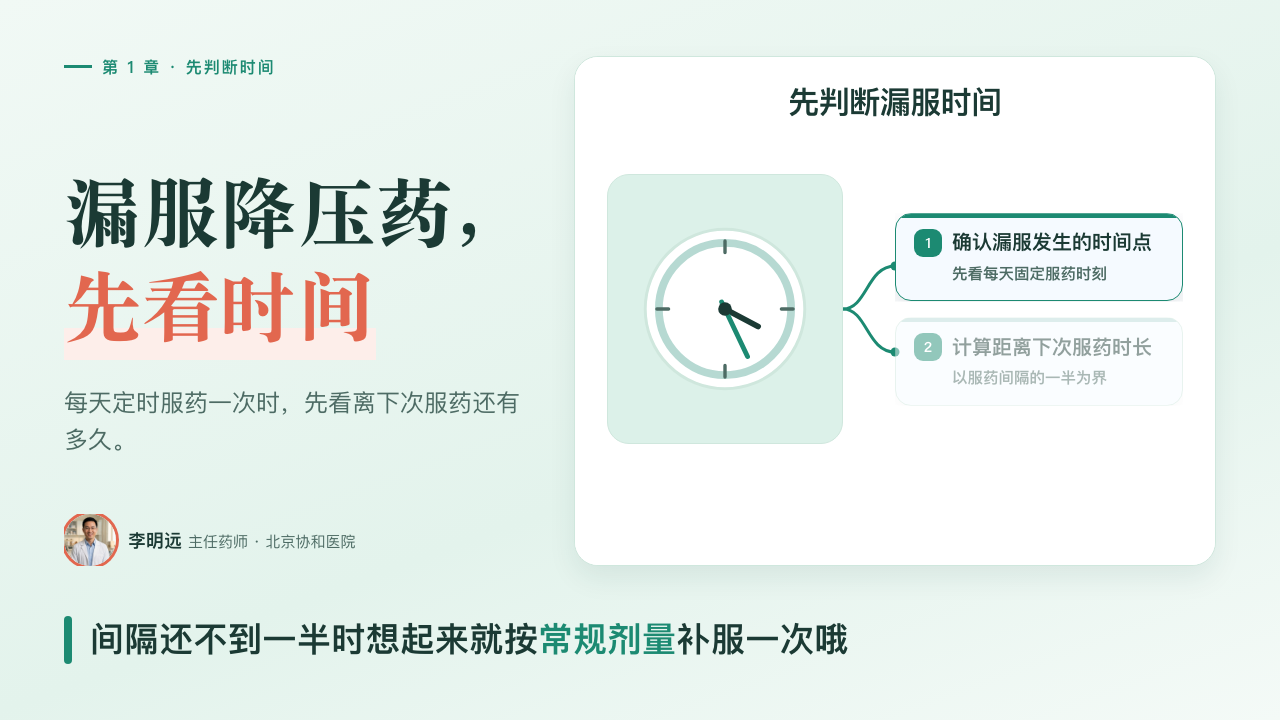 第 1 章 · 先判断时间
漏服降压药，
先看时间
每天定时服药一次时，先看离下次服药还有
多久。
李明远 主任药师 · 北京协和医院
先判断漏服时间
1 确认漏服发生的时间点
先看每天固定服药时刻
2 计算距离下次服药时长
以服药间隔的一半为界
间隔还不到一半时想起来就按常规剂量补服一次哦